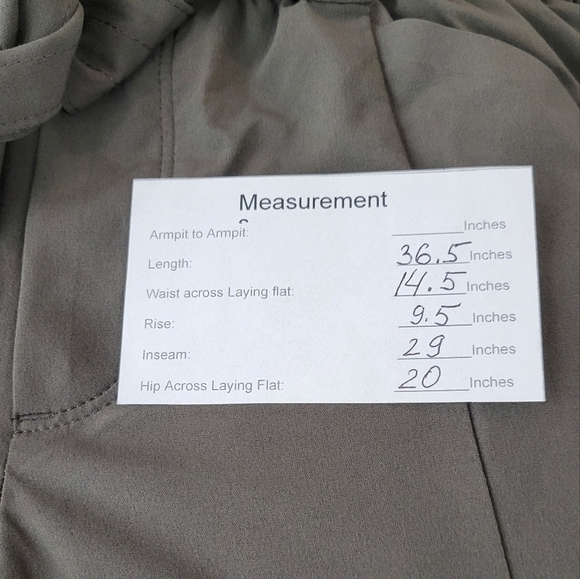 Measurement
Armpit to Armpit: ________Inches
Length: 36.5 Inches
Waist across Laying flat: 14.5 Inches
Rise: 9.5 Inches
Inseam: 29 Inches
Hip Across Laying Flat: 20 Inches